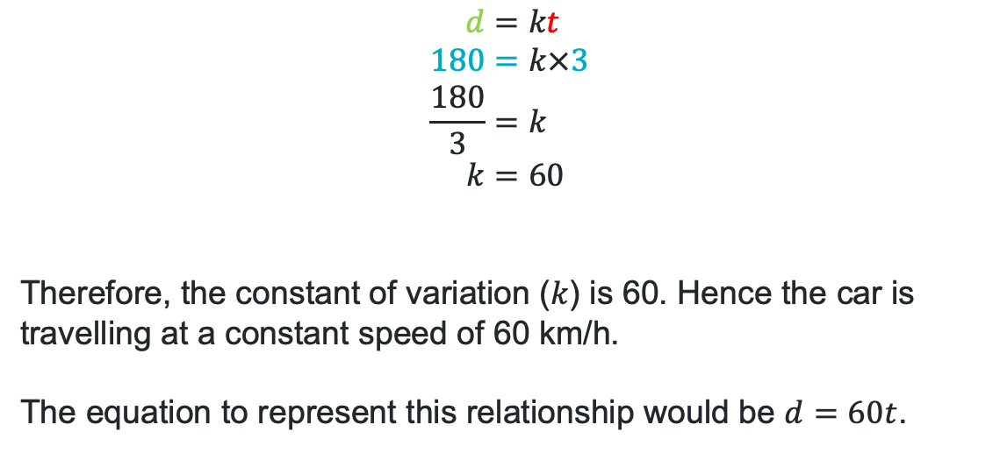 d = kt
180 = k×3
180/3 = k
k = 60
Therefore, the constant of variation (k) is 60. Hence the car is
travelling at a constant speed of 60 km/h.
The equation to represent this relationship would be d = 60t.